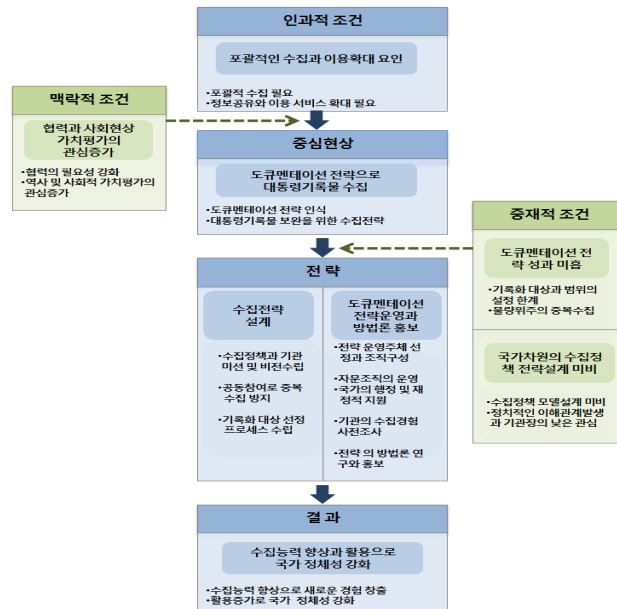 인과적 조건
포괄적인 수집과 이용확대 요인
•포괄적 수집 필요
•정보공유와 이용 서비스 확대 필요
맥락적 조건
협력과 사회현상
가치평가의
관심증가
•협력의 필요성 강화
•역사 및 사회적 가치평가의
관심증가
중심현상
도큐멘테이션 전략으로
대통령기록물 수집
•도큐멘테이션 전략 인식
•대통령기록물 보완을 위한 수집전략
중재적 조건
도큐멘테이션 전
략 성과 미흡
•기록화 대상과 범위의
설정 한계
•물량위주의 중복수집
국가차원의 수집정
책 전략설계 미비
•수집정책 모델설계 미비
•정치적인 이해관계발생
과 기관장의 낮은 관심
전 략
수집전략
설계
•수집정책과 기관
미션 및 비전수립
•공동참여로 중복
수집 방지
•기록화 대상 선정
프로세스 수립
도큐멘테이션
전략운영과
방법론 홍보
•전략 운영주체 선
정과 조직구성
•자문조직의 운영
•국가의 행정 및 재
정적 지원
•기관의 수집경험
사전조사
•전략 의 방법론 연
구와 홍보
결 과
수집능력 향상과 활용으로
국가 정체성 강화
•수집능력 향상으로 새로운 경험 창출
•활용증가로 국가 정체성 강화